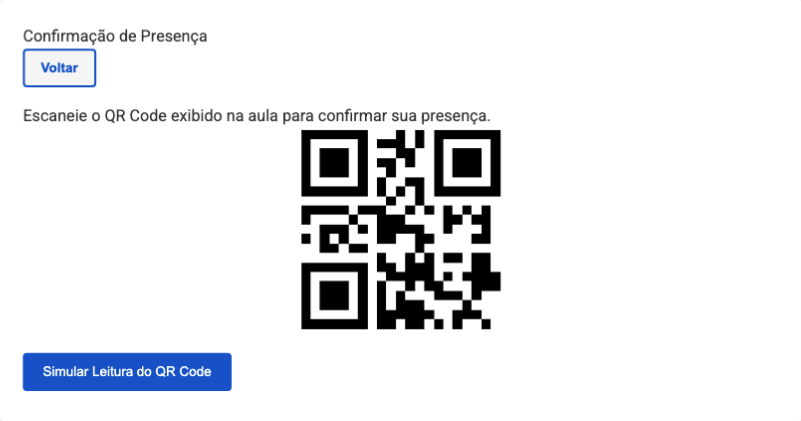 Confirmação de Presença
Voltar
Escaneie o QR Code exibido na aula para confirmar sua presença.
Simular Leitura do QR Code